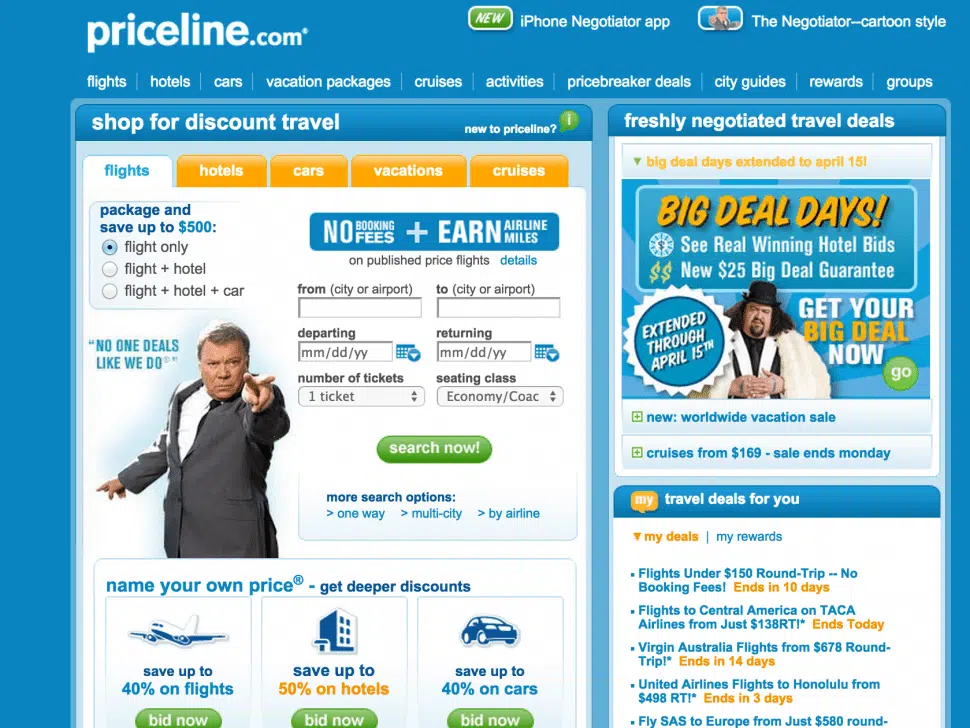 priceline.com®
NEW iPhone Negotiator app
The Negotiator--cartoon style
flights hotels cars vacation packages cruises activities pricebreaker deals city guides rewards groups
shop for discount travel
new to priceline? i
flights hotels cars vacations cruises
package and
save up to $500:
flight only
flight + hotel
flight + hotel + car
NO BOOKING FEES + EARN AIRLINE MILES
on published price flights details
from (city or airport) to (city or airport)
departing returning
mm/dd/yy mm/dd/yy
number of tickets seating class
1 ticket Economy/Coac
search now!
more search options:
> one way > multi-city > by airline
"NO ONE DEALS
LIKE WE DO®"
name your own price® - get deeper discounts
save up to
40% on flights
bid now
save up to
50% on hotels
bid now
save up to
40% on cars
bid now
freshly negotiated travel deals
big deal days extended to april 15!
BIG DEAL DAYS!
See Real Winning Hotel Bids
$$ New $25 Big Deal Guarantee
EXTENDED
THROUGH
APRIL 15TH
GET YOUR
BIG DEAL
NOW
go
new: worldwide vacation sale
cruises from $169 - sale ends monday
my travel deals for you
my deals | my rewards
Flights Under $150 Round-Trip -- No
Booking Fees! Ends in 10 days
Flights to Central America on TACA
Airlines from Just $138RT!* Ends Today
Virgin Australia Flights from $678 Round-
Trip!* Ends in 14 days
United Airlines Flights to Honolulu from
$498 RT!* Ends in 3 days
Fly SAS to Europe from Just $580 round-